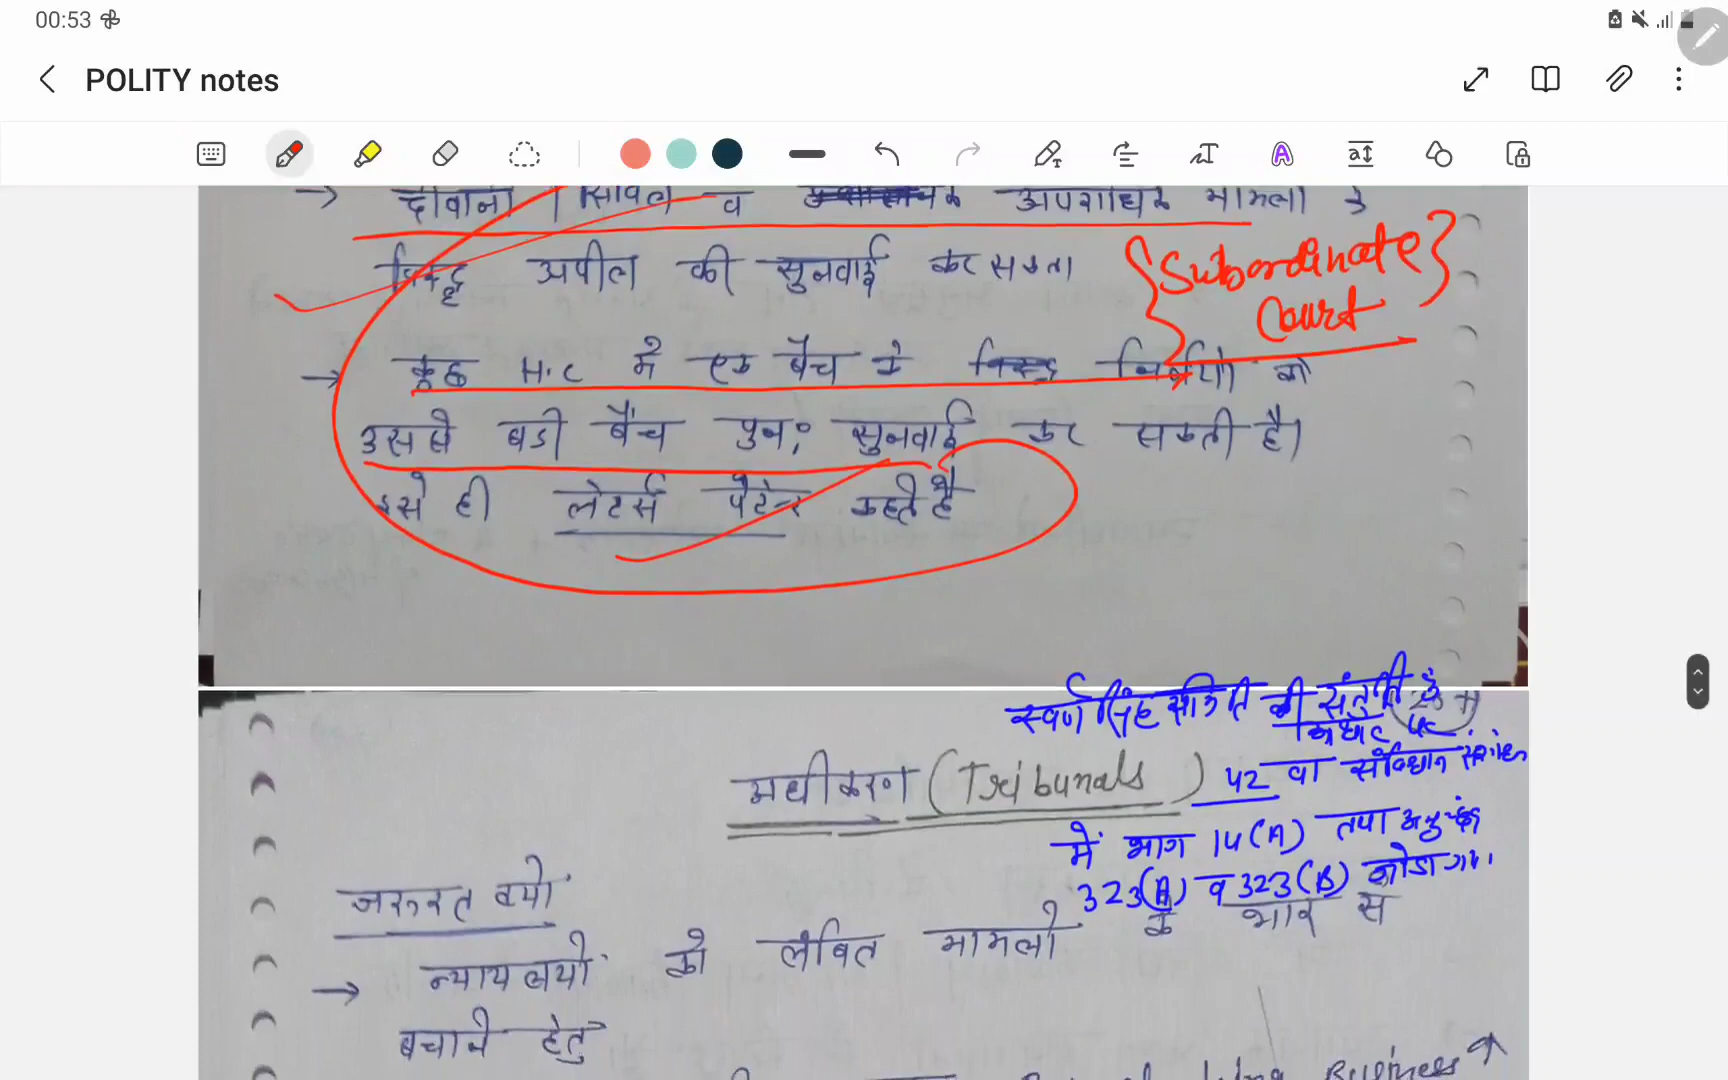 00:53
POLITY notes
→ दीवानी / सिविल व अपराधिक मामलो के
विरुद्ध अपील की सुनवाई कर सकता
{Subordinate
Court}
→ कुछ H.C मे एक बैंच के निर्णयो को
उससे बडी बैंच पुनः सुनवाई कर सकती है।
इसे ही लेटर्स पैटेन्ट कहते है
स्वर्ण सिंह समिति की संतुति के
आधार पर
अधीकरण (Tribunals) 42 वा संविधान संशोधन
में भाग 14(A) तथा अनुच्छेद
323(A) व 323(B) जोडा गया
जरुरत क्यो
→ न्यायलयो को लंबित मामलो के भार से
बचाने हेतु
Business